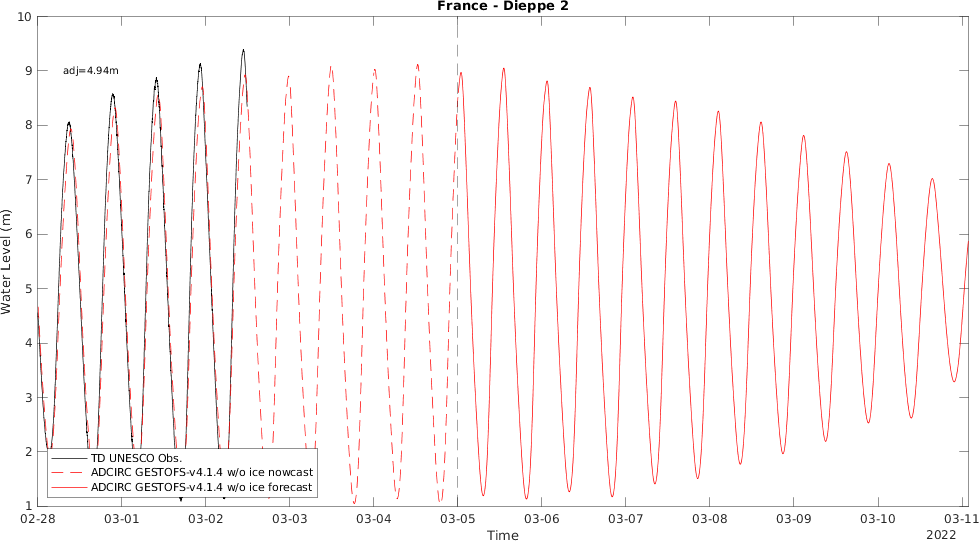 France - Dieppe 2
10
9
8
7
6
5
4
3
2
1
Water Level (m)
adj=4.94m
TD UNESCO Obs.
ADCIRC GESTOFS-v4.1.4 w/o ice nowcast
ADCIRC GESTOFS-v4.1.4 w/o ice forecast
02-28 03-01 03-02 03-03 03-04 03-05 03-06 03-07 03-08 03-09 03-10 03-11
Time
2022